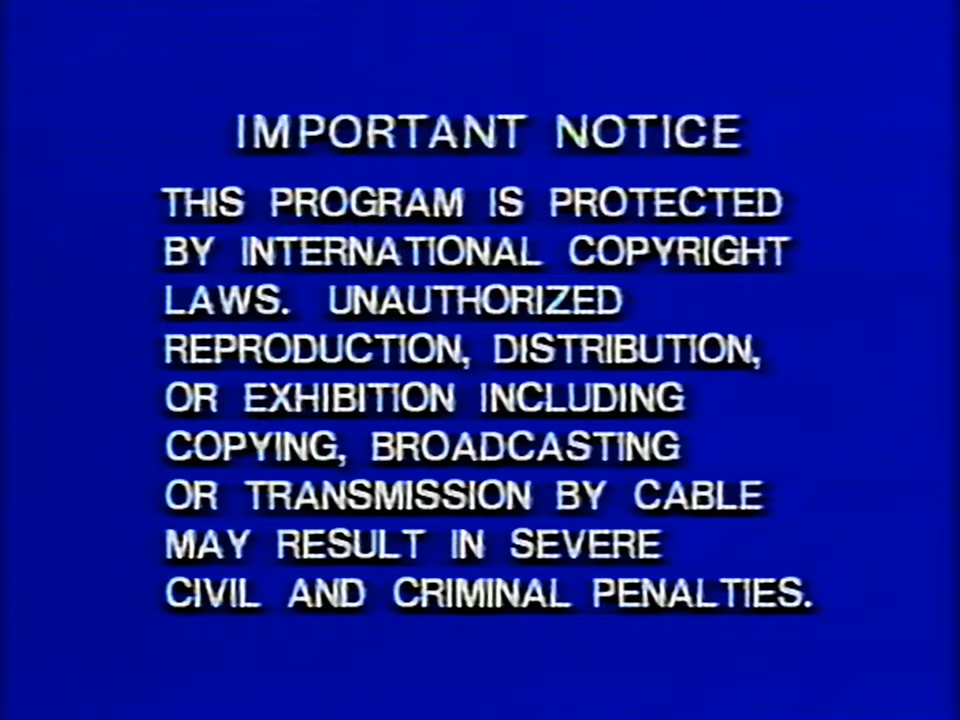 IMPORTANT NOTICE
THIS PROGRAM IS PROTECTED
BY INTERNATIONAL COPYRIGHT
LAWS. UNAUTHORIZED
REPRODUCTION, DISTRIBUTION,
OR EXHIBITION INCLUDING
COPYING, BROADCASTING
OR TRANSMISSION BY CABLE
MAY RESULT IN SEVERE
CIVIL AND CRIMINAL PENALTIES.